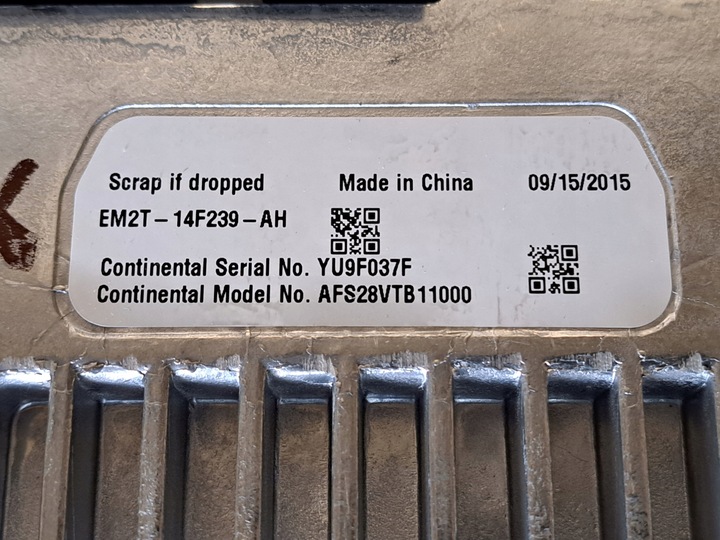 Scrap if dropped Made in China 09/15/2015
EM2T-14F239-AH
Continental Serial No. YU9F037F
Continental Model No. AFS28VTB11000